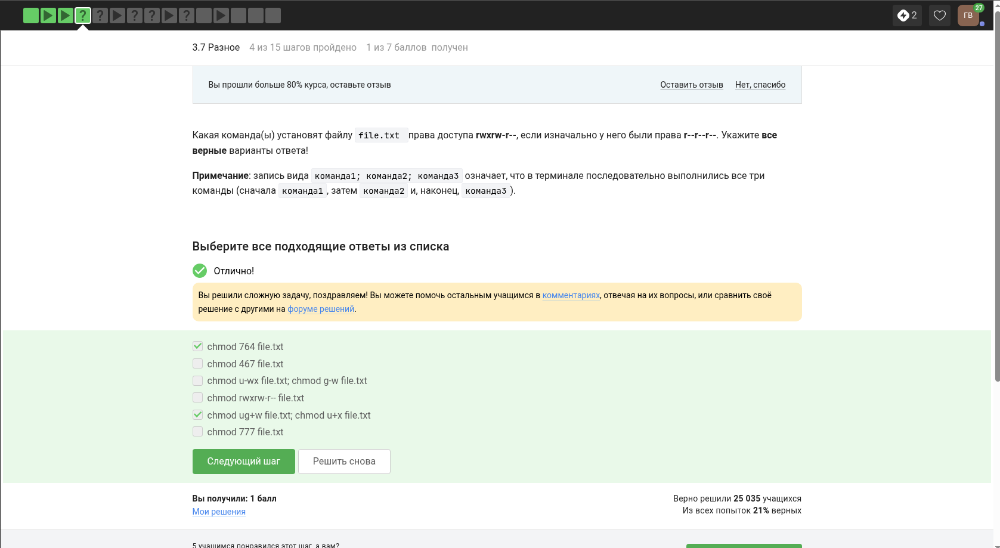 ? ? ? ? ? 2 ГВ 27
3.7 Разное 4 из 15 шагов пройдено 1 из 7 баллов получен
Вы прошли больше 80% курса, оставьте отзыв Оставить отзыв Нет, спасибо
Какая команда(ы) установят файлу file.txt права доступа rwxrw-r--, если изначально у него были права r--r--r--. Укажите все
верные варианты ответа!
Примечание: запись вида команда1; команда2; команда3 означает, что в терминале последовательно выполнились все три
команды (сначала команда1, затем команда2 и, наконец, команда3).
Выберите все подходящие ответы из списка
Отлично!
Вы решили сложную задачу, поздравляем! Вы можете помочь остальным учащимся в комментариях, отвечая на их вопросы, или сравнить своё
решение с другими на форуме решений.
chmod 764 file.txt
chmod 467 file.txt
chmod u-wx file.txt; chmod g-w file.txt
chmod rwxrw-r-- file.txt
chmod ug+w file.txt; chmod u+x file.txt
chmod 777 file.txt
Следующий шаг Решить снова
Вы получили: 1 балл Верно решили 25 035 учащихся
Мои решения Из всех попыток 21% верных
5 учащимся понравился этот шаг, а вам?